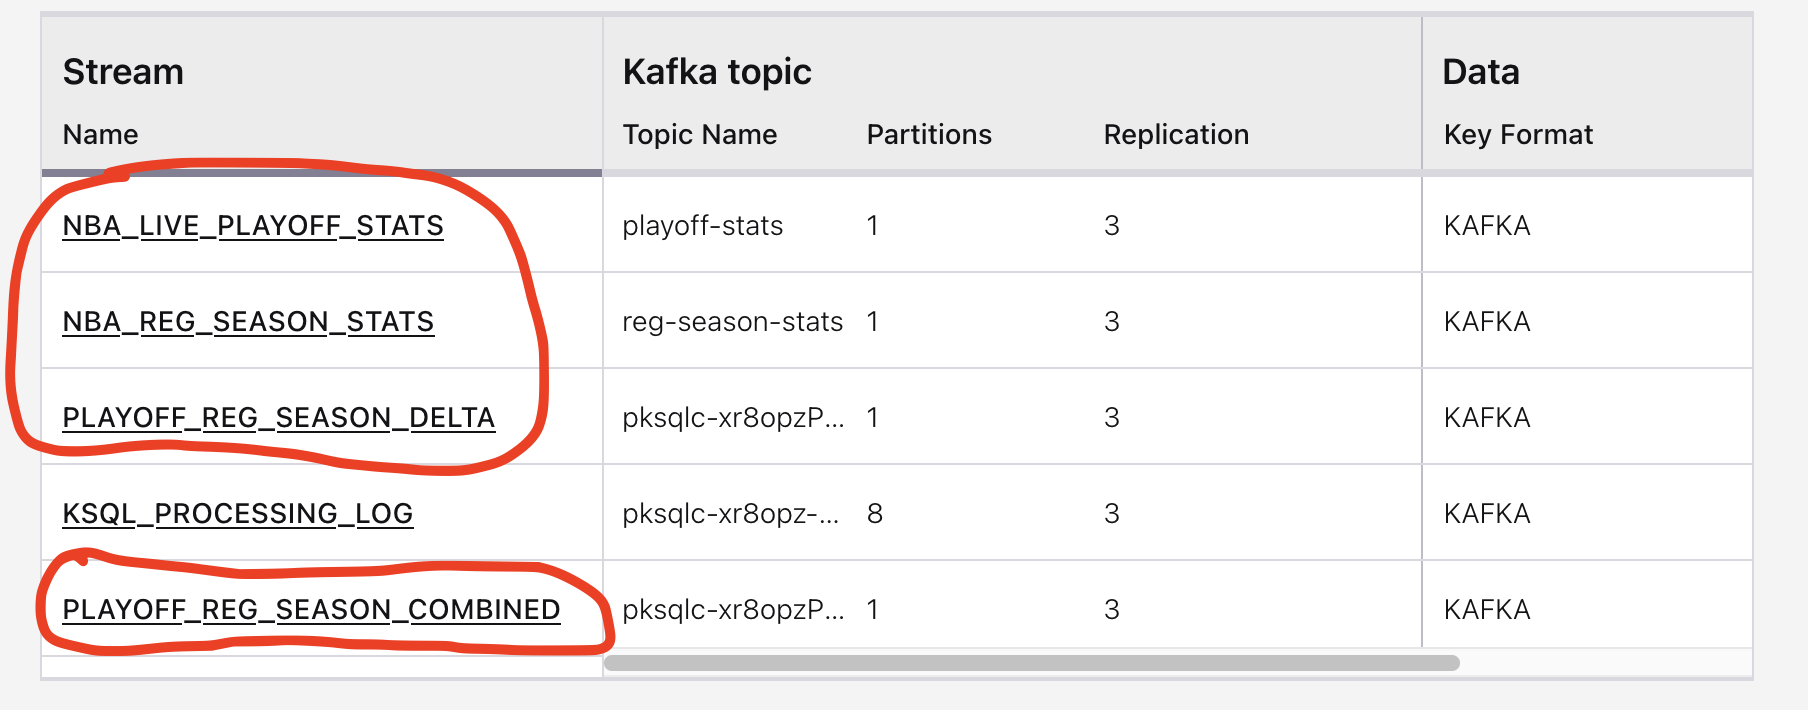 Stream Kafka topic Data
Name Topic Name Partitions Replication Key Format
NBA_LIVE_PLAYOFF_STATS playoff-stats 1 3 KAFKA
NBA_REG_SEASON_STATS reg-season-stats 1 3 KAFKA
PLAYOFF_REG_SEASON_DELTA pksqlc-xr8opzP... 1 3 KAFKA
KSQL_PROCESSING_LOG pksqlc-xr8opz-... 8 3 KAFKA
PLAYOFF_REG_SEASON_COMBINED pksqlc-xr8opzP... 1 3 KAFKA